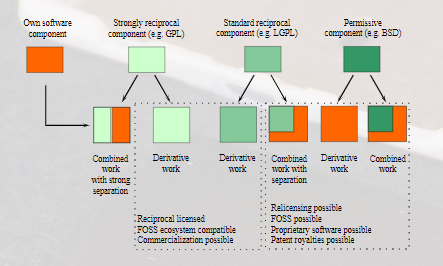 Own software
component
Strongly reciprocal
component (e.g. GPL)
Standard reciprocal
component (e.g. LGPL)
Permissive
component (e.g. BSD)
Combined
work
with strong
separation
Derivative
work
Derivative
work
Combined
work with
separation
Derivative
work
Combined
work
Reciprocal licensed
FOSS ecosystem compatible
Commercialization possible
Relicensing possible
FOSS possible
Proprietary software possible
Patent royalties possible